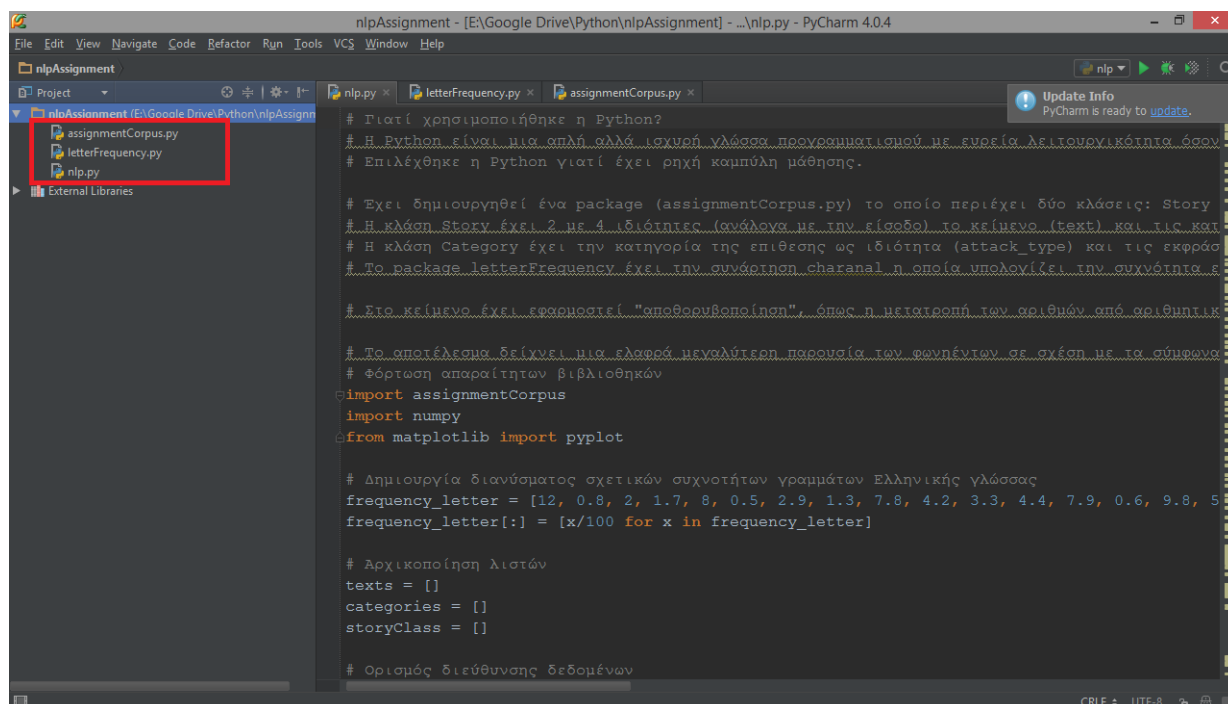 nlpAssignment - [E:\Google Drive\Python\nlpAssignment] - ...\nlp.py - PyCharm 4.0.4
File Edit View Navigate Code Refactor Run Tools VCS Window Help
nlpAssignment
nlp
Project
nlp.py
letterFrequency.py
assignmentCorpus.py
Update Info
PyCharm is ready to update.
nlpAssignment (E:\Google Drive\Python\nlpAssignn
assignmentCorpus.py
letterFrequency.py
nlp.py
External Libraries
# Γιατί χρησιμοποιήθηκε η Python?
# Η Python είναι μια απλή αλλά ισχυρή γλώσσα προγραμματισμού με ευρεία λειτουργικότητα όσον
# Επιλέχθηκε η Python γιατί έχει ρηχή καμπύλη μάθησης.
# Έχει δημιουργηθεί ένα package (assignmentCorpus.py) το οποίο περιέχει δύο κλάσεις: Story
# Η κλάση Story έχει 2 με 4 ιδιότητες (ανάλογα με την είσοδο) το κείμενο (text) και τις κατ
# Η κλάση Category έχει την κατηγορία της επιθεσης ως ιδιότητα (attack_type) και τις εκφράσ
# Το package letterFrequency έχει την συνάρτηση charanal η οποία υπολογίζει την συχνότητα ε
# Στο κείμενο έχει εφαρμοστεί "αποθορυβοποίηση", όπως η μετατροπή των αριθμών από αριθμητικ
# Το αποτέλεσμα δείχνει μια ελαφρά μεγαλύτερη παρουσία των φωνηέντων σε σχέση με τα σύμφωνα
# Φόρτωση απαραίτητων βιβλιοθηκών
import assignmentCorpus
import numpy
from matplotlib import pyplot
# Δημιουργία διανύσματος σχετικών συχνοτήτων γραμμάτων Ελληνικής γλώσσας
frequency_letter = [12, 0.8, 2, 1.7, 8, 0.5, 2.9, 1.3, 7.8, 4.2, 3.3, 4.4, 7.9, 0.6, 9.8, 5
frequency_letter[:] = [x/100 for x in frequency_letter]
# Αρχικοποίηση λιστών
texts = []
categories = []
storyClass = []
# Ορισμός διεύθυνσης δεδομένων
CRLF UTF-8